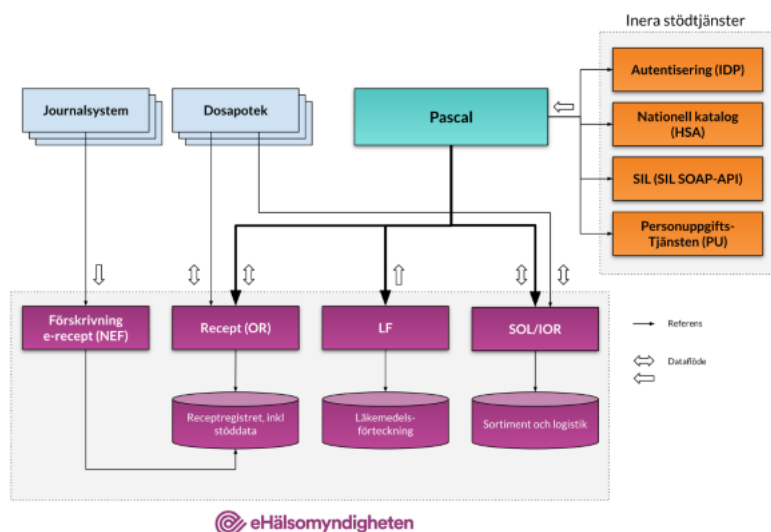 Inera stödtjänster
Autentisering (IDP)
Journalsystem
Dosapotek
Pascal
Nationell katalog
(HSA)
SIL (SIL SOAP-API)
Personuppgifts-
Tjänsten (PU)
Förskrivning
e-recept (NEF)
Recept (OR)
LF
SOL/IOR
Referens
Dataflöde
Receptregistret, inkl
stöddata
Läkemedels-
förteckning
Sortiment och logistik
eHälsomyndigheten